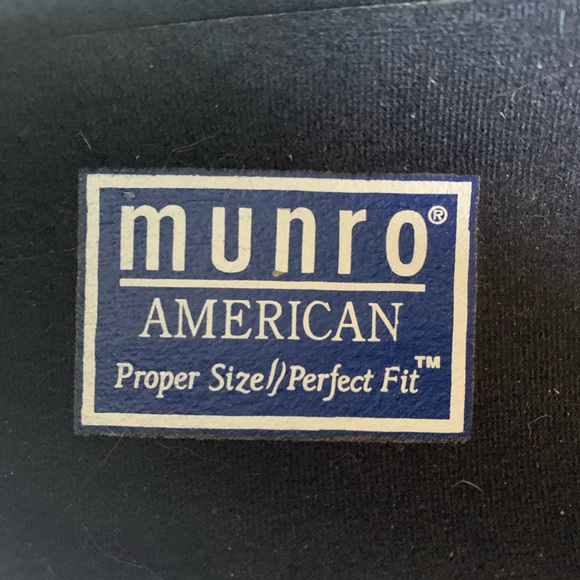 munro®
AMERICAN
Proper Size//Perfect Fit™